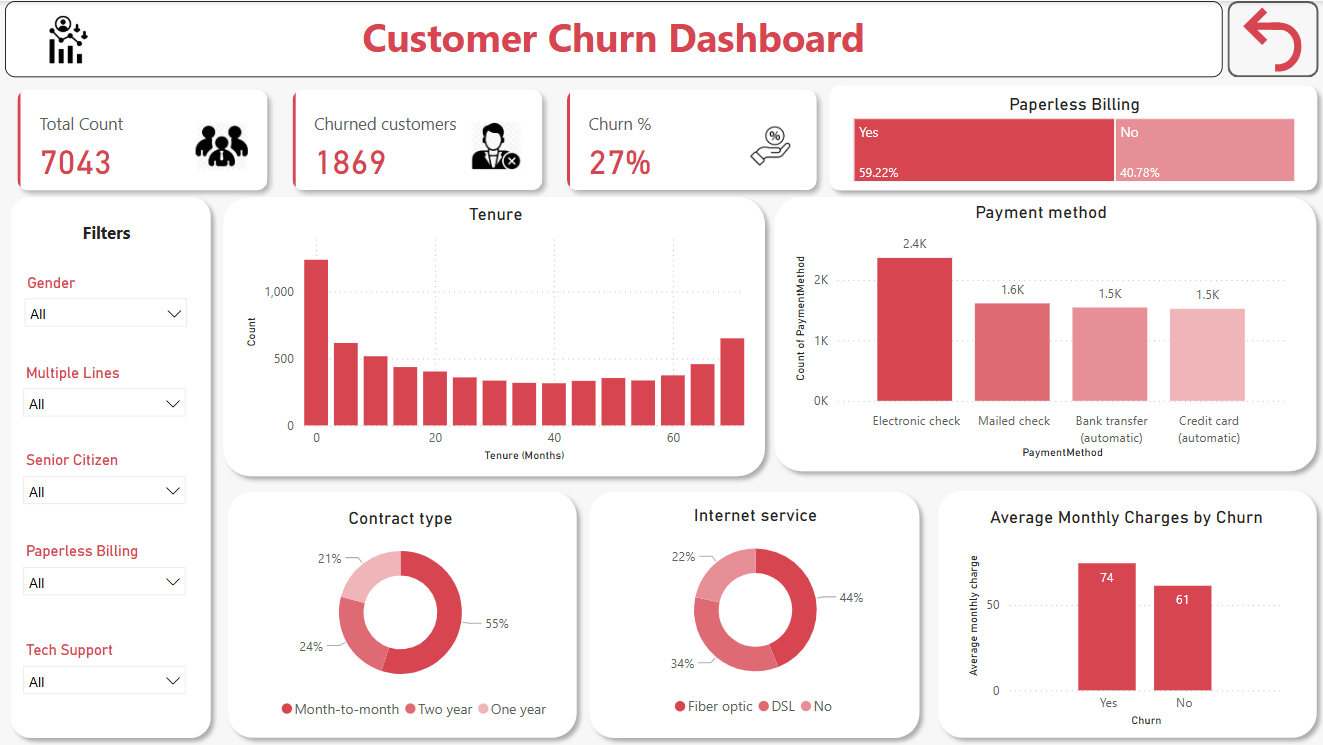 Customer Churn Dashboard
Total Count
7043
Churned customers
1869
Churn %
27%
%
Paperless Billing
Yes
No
59.22%
40.78%
Filters
Gender
All
Multiple Lines
All
Senior Citizen
All
Paperless Billing
All
Tech Support
All
Tenure
Count
1,000
500
0
0
20
40
60
Tenure (Months)
Payment method
Count of PaymentMethod
2K
1K
0K
2.4K
1.6K
1.5K
1.5K
Electronic check
Mailed check
Bank transfer
(automatic)
Credit card
(automatic)
PaymentMethod
Contract type
21%
55%
24%
Month-to-month
Two year
One year
Internet service
22%
44%
34%
Fiber optic
DSL
No
Average Monthly Charges by Churn
Average monthly charge
50
0
74
61
Yes
No
Churn